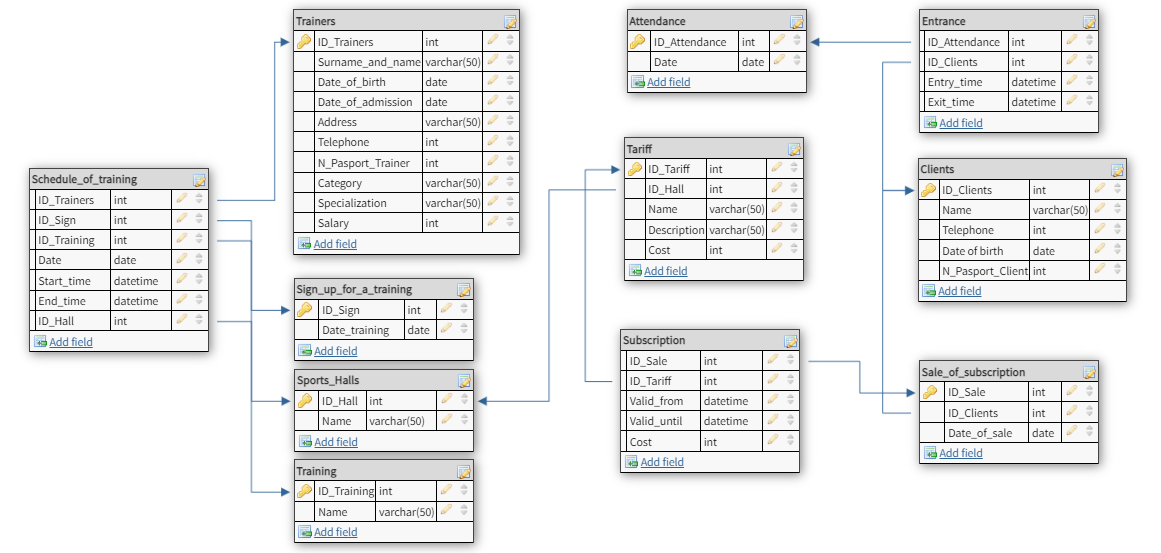 Schedule_of_training
ID_Trainers int
ID_Sign int
ID_Training int
Date date
Start_time datetime
End_time datetime
ID_Hall int
Add field
Trainers
ID_Trainers int
Surname_and_name varchar(50)
Date_of_birth date
Date_of_admission date
Address varchar(50)
Telephone int
N_Pasport_Trainer int
Category varchar(50)
Specialization varchar(50)
Salary int
Add field
Sign_up_for_a_training
ID_Sign int
Date_training date
Add field
Sports_Halls
ID_Hall int
Name varchar(50)
Add field
Training
ID_Training int
Name varchar(50)
Add field
Attendance
ID_Attendance int
Date date
Add field
Tariff
ID_Tariff int
ID_Hall int
Name varchar(50)
Description varchar(50)
Cost int
Add field
Subscription
ID_Sale int
ID_Tariff int
Valid_from datetime
Valid_until datetime
Cost int
Add field
Entrance
ID_Attendance int
ID_Clients int
Entry_time datetime
Exit_time datetime
Add field
Clients
ID_Clients int
Name varchar(50)
Telephone int
Date of birth date
N_Pasport_Client int
Add field
Sale_of_subscription
ID_Sale int
ID_Clients int
Date_of_sale date
Add field